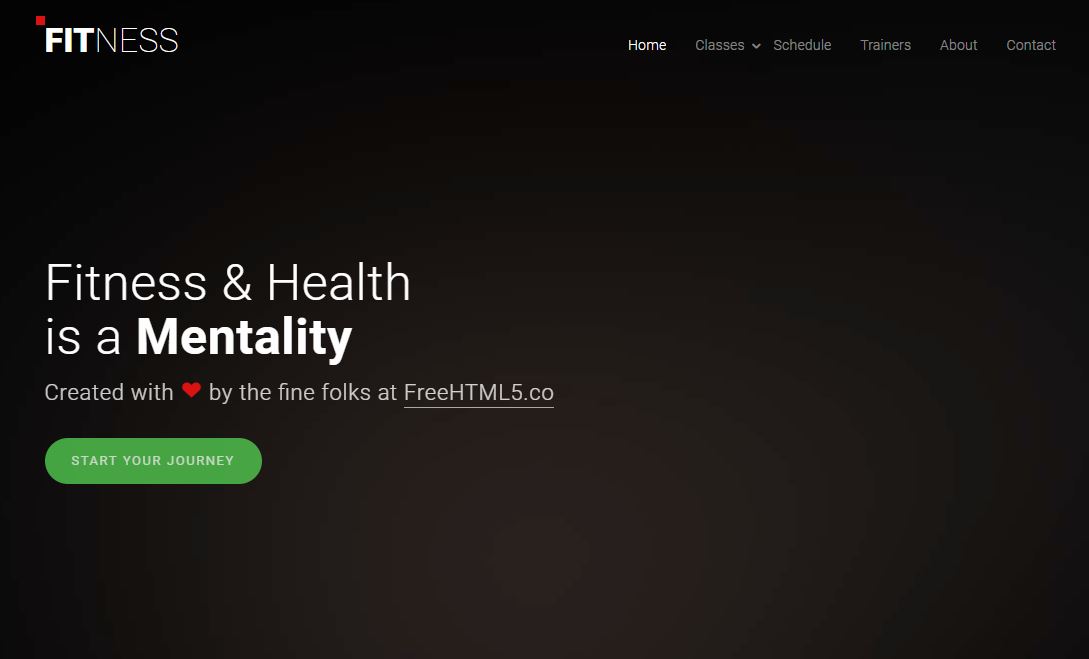 FITNESS
Home Classes Schedule Trainers About Contact
Fitness & Health
is a Mentality
Created with ❤ by the fine folks at FreeHTML5.co
START YOUR JOURNEY